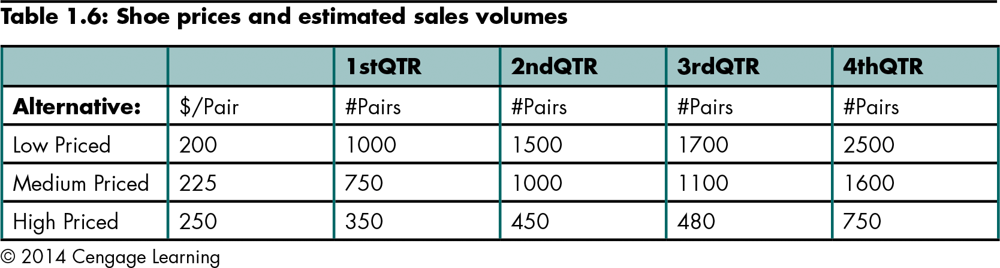 Table 1.6: Shoe prices and estimated sales volumes
1stQTR 2ndQTR 3rdQTR 4thQTR
Alternative: $/Pair #Pairs #Pairs #Pairs #Pairs
Low Priced 200 1000 1500 1700 2500
Medium Priced 225 750 1000 1100 1600
High Priced 250 350 450 480 750
© 2014 Cengage Learning